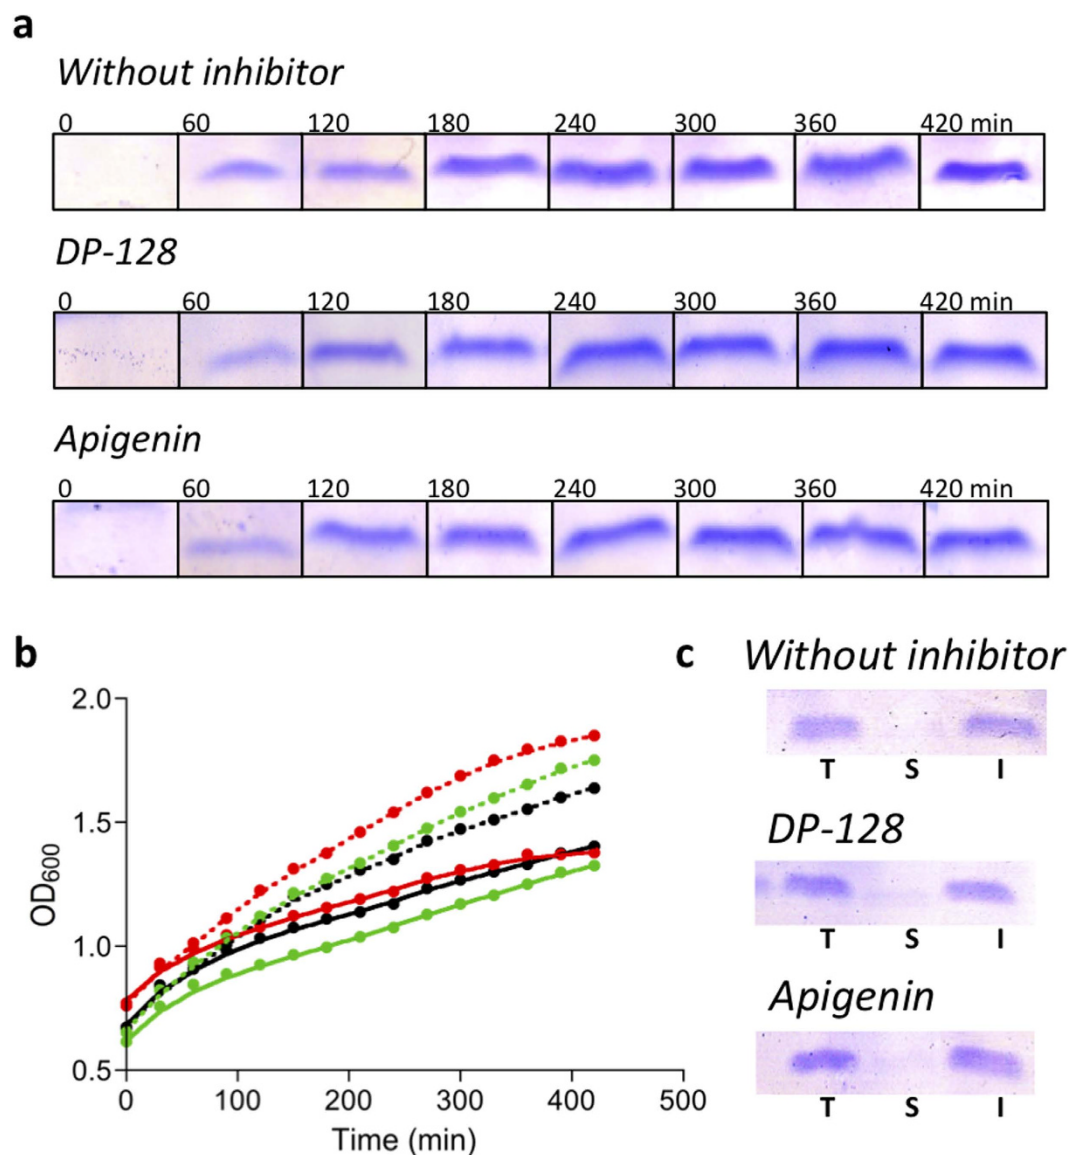 a
Without inhibitor
0 60 120 180 240 300 360 420 min
DP-128
0 60 120 180 240 300 360 420 min
Apigenin
0 60 120 180 240 300 360 420 min
b
2.0
1.5
1.0
0.5
OD600
0 100 200 300 400 500
Time (min)
c
Without inhibitor
T S I
DP-128
T S I
Apigenin
T S I